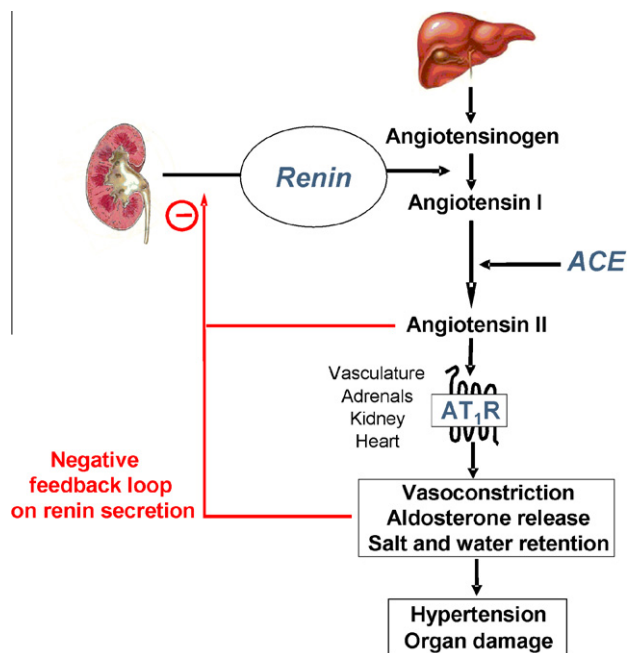 Angiotensinogen
Renin
Angiotensin I
ACE
Angiotensin II
Vasculature
Adrenals
Kidney
Heart
AT₁R
Negative
feedback loop
on renin secretion
Vasoconstriction
Aldosterone release
Salt and water retention
Hypertension
Organ damage